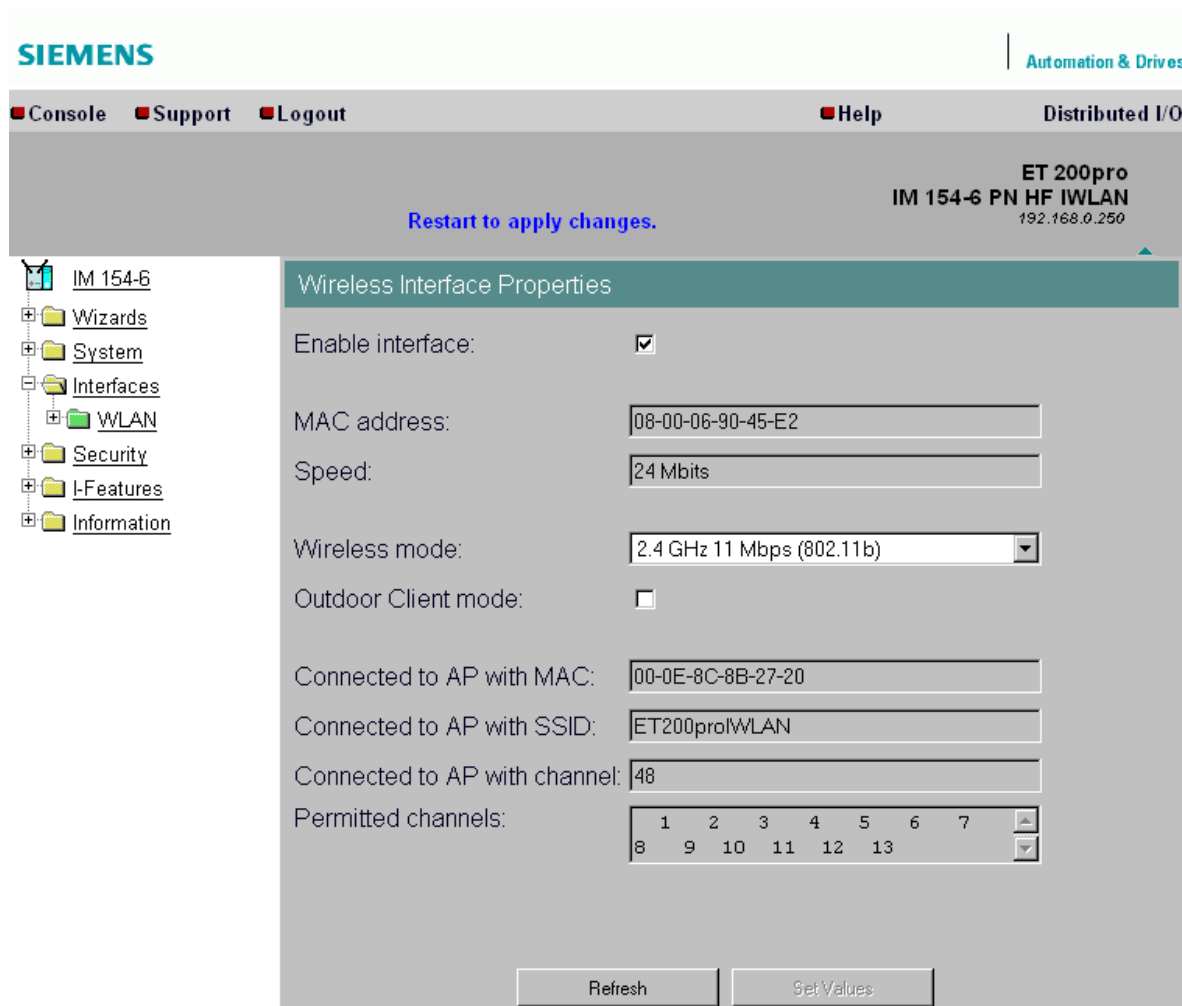 SIEMENS
Automation & Drives
Console Support Logout Help Distributed I/O
ET 200pro
IM 154-6 PN HF IWLAN
192.168.0.250
Restart to apply changes.
IM 154-6
Wizards
System
Interfaces
WLAN
Security
I-Features
Information
Wireless Interface Properties
Enable interface:
MAC address: 08-00-06-90-45-E2
Speed: 24 Mbits
Wireless mode: 2.4 GHz 11 Mbps (802.11b)
Outdoor Client mode:
Connected to AP with MAC: 00-0E-8C-8B-27-20
Connected to AP with SSID: ET200proIWLAN
Connected to AP with channel: 48
Permitted channels: 1 2 3 4 5 6 7
8 9 10 11 12 13
Refresh Set Values